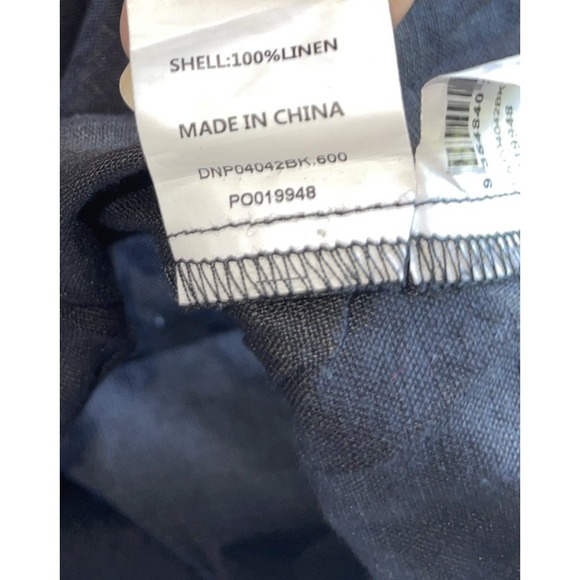 SHELL:100%LINEN
MADE IN CHINA
DNP04042BK.600
PO019948